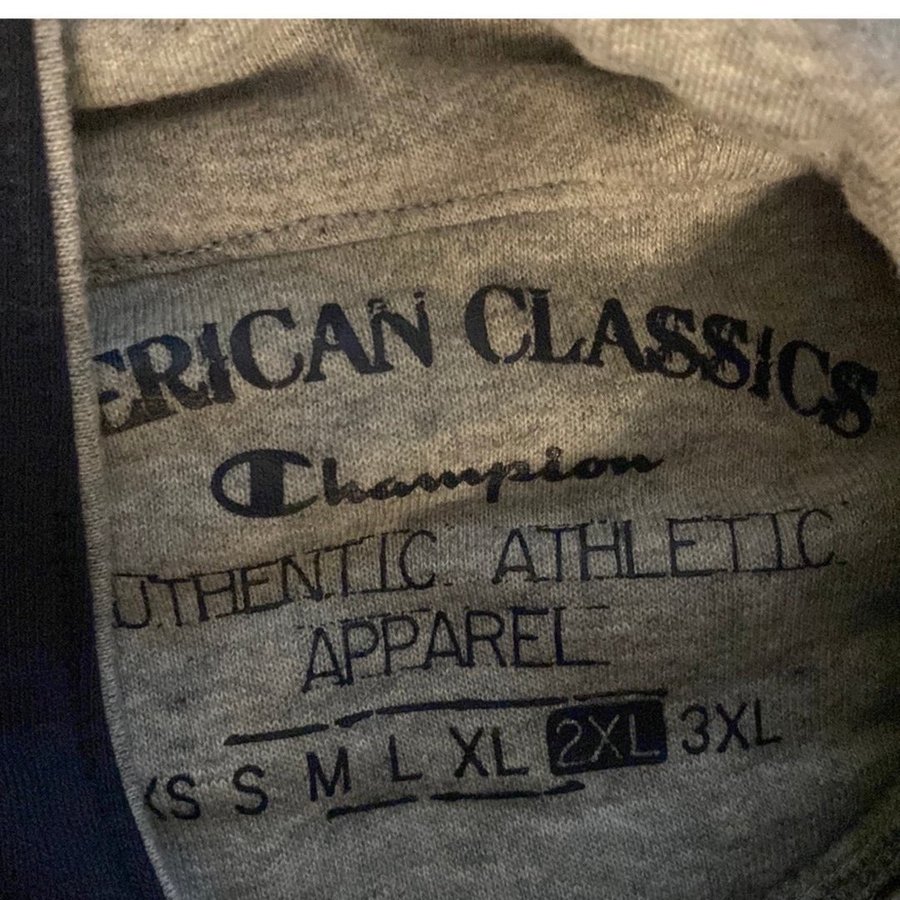 ERICAN CLASSICS
Champion
UTHENTIC ATHLETIC
APPAREL
XS S M L XL 2XL 3XL